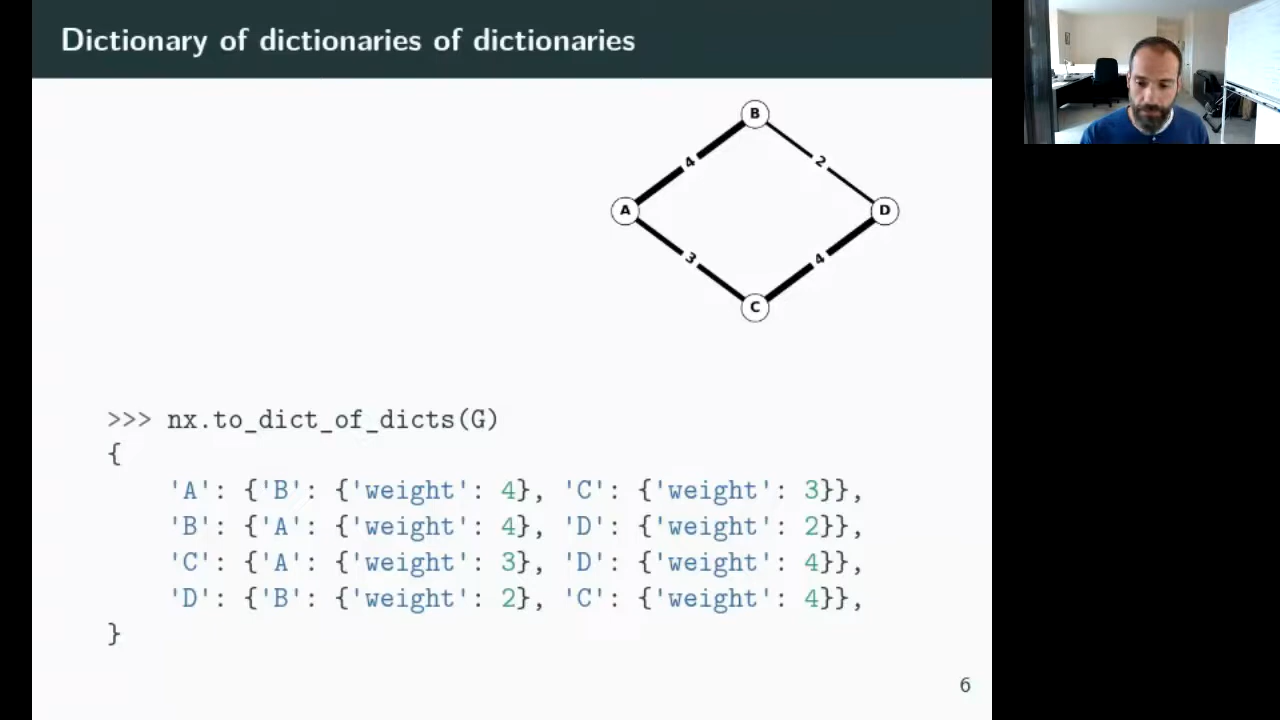 Dictionary of dictionaries of dictionaries
B
4
2
A
D
3
4
C
>>> nx.to_dict_of_dicts(G)
{
'A': {'B': {'weight': 4}, 'C': {'weight': 3}},
'B': {'A': {'weight': 4}, 'D': {'weight': 2}},
'C': {'A': {'weight': 3}, 'D': {'weight': 4}},
'D': {'B': {'weight': 2}, 'C': {'weight': 4}},
}
6